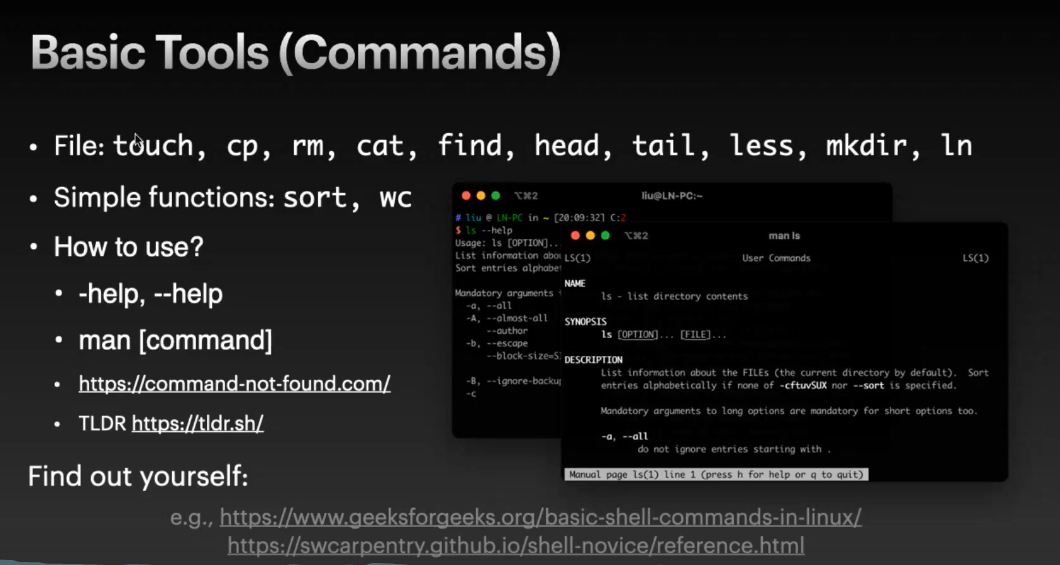 Basic Tools (Commands)
• File: touch, cp, rm, cat, find, head, tail, less, mkdir, ln
• Simple functions: sort, wc
• How to use?
• -help, --help
• man [command]
• https://command-not-found.com/
• TLDR https://tldr.sh/
Find out yourself:
e.g., https://www.geeksforgeeks.org/basic-shell-commands-in-linux/
https://swcarpentry.github.io/shell-novice/reference.html
⌥⌘2 liu@LN-PC:~
# liu @ LN-PC in ~ [20:09:32] C:2
$ ls --help
Usage: ls [OPTION]..
List information abou
Sort entries alphabet
Mandatory arguments
-a, --all
-A, --almost-all
--author
-b, --escape
--block-size=S
-B, --ignore-backup
-c
⌥⌘2 man ls
LS(1) User Commands LS(1)
NAME
ls - list directory contents
SYNOPSIS
ls [OPTION]... [FILE]...
DESCRIPTION
List information about the FILEs (the current directory by default). Sort
entries alphabetically if none of -cftuvSUX nor --sort is specified.
Mandatory arguments to long options are mandatory for short options too.
-a, --all
do not ignore entries starting with .
Manual page ls(1) line 1 (press h for help or q to quit)